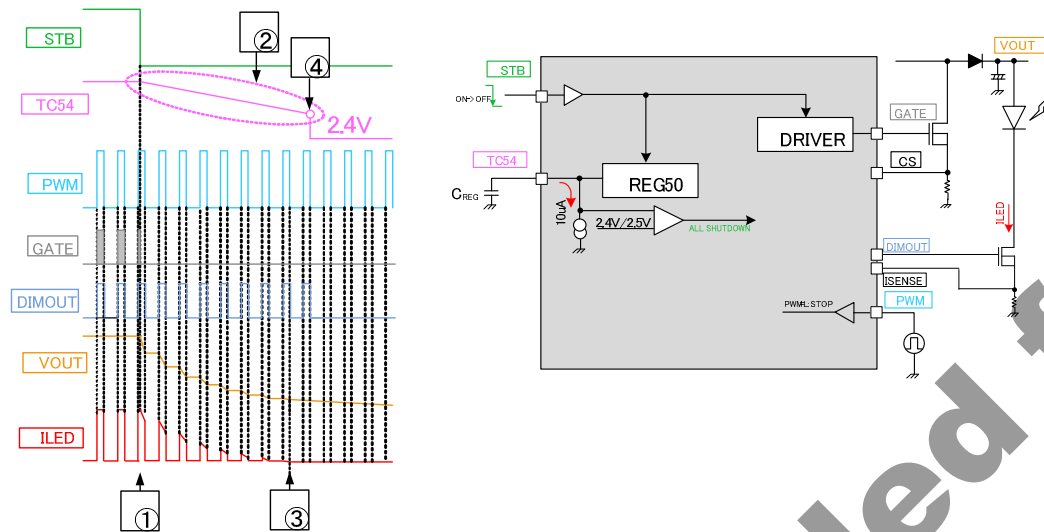 STB
TC54
PWM
GATE
DIMOUT
VOUT
ILED
②
④
2.4V
①
③
STB
ON->OFF
TC54
CREG
10uA
REG50
2.4V/2.5V
ALL SHUTDOWN
DRIVER
PWM=L:STOP
VOUT
GATE
CS
ILED
DIMOUT
ISENSE
PWM
led f